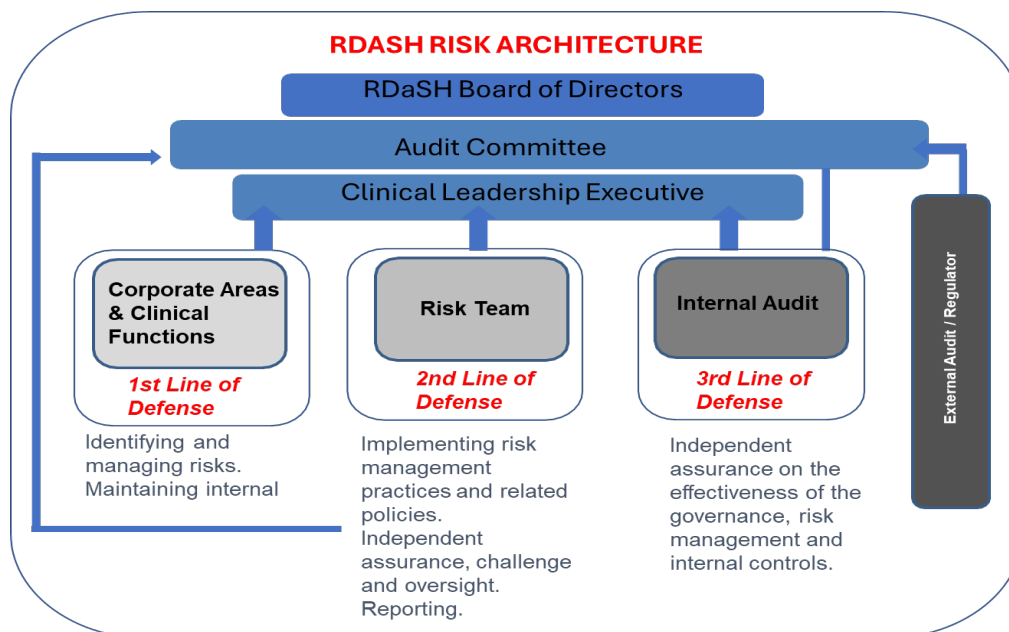 RDASH RISK ARCHITECTURE
RDaSH Board of Directors
Audit Committee
Clinical Leadership Executive
Corporate Areas
& Clinical
Functions
1st Line of
Defense
Identifying and
managing risks.
Maintaining internal
Risk Team
2nd Line of
Defense
Implementing risk
management
practices and related
policies.
Independent
assurance, challenge
and oversight.
Reporting.
Internal Audit
3rd Line of
Defense
Independent
assurance on the
effectiveness of the
governance, risk
management and
internal controls.
External Audit / Regulator